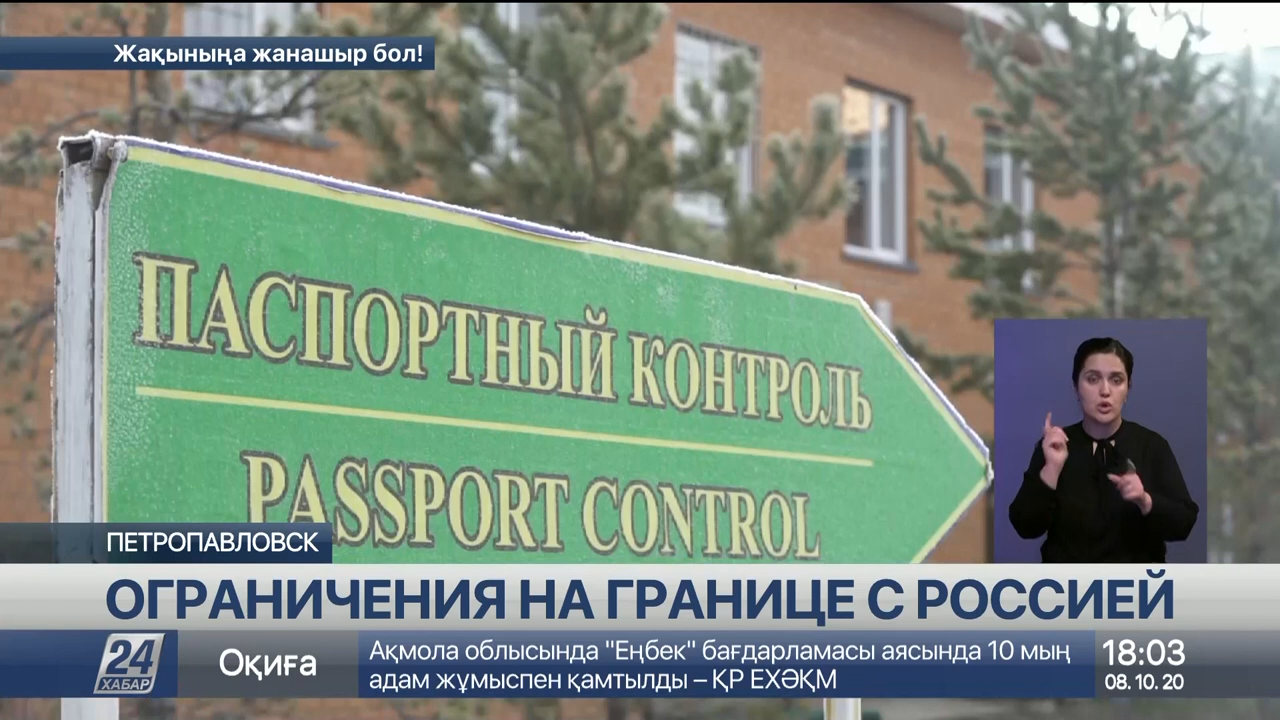 Жақыныңа жанашыр бол!
ПАСПОРТНЫЙ КОНТРОЛЬ
PASSPORT CONTROL
ПЕТРОПАВЛОВСК
ОГРАНИЧЕНИЯ НА ГРАНИЦЕ С РОССИЕЙ
24
ХАБАР
Оқиға
Ақмола облысында "Еңбек" бағдарламасы аясында 10 мың
адам жұмыспен қамтылды – ҚР ЕХӘҚМ
18:03
08. 10. 20